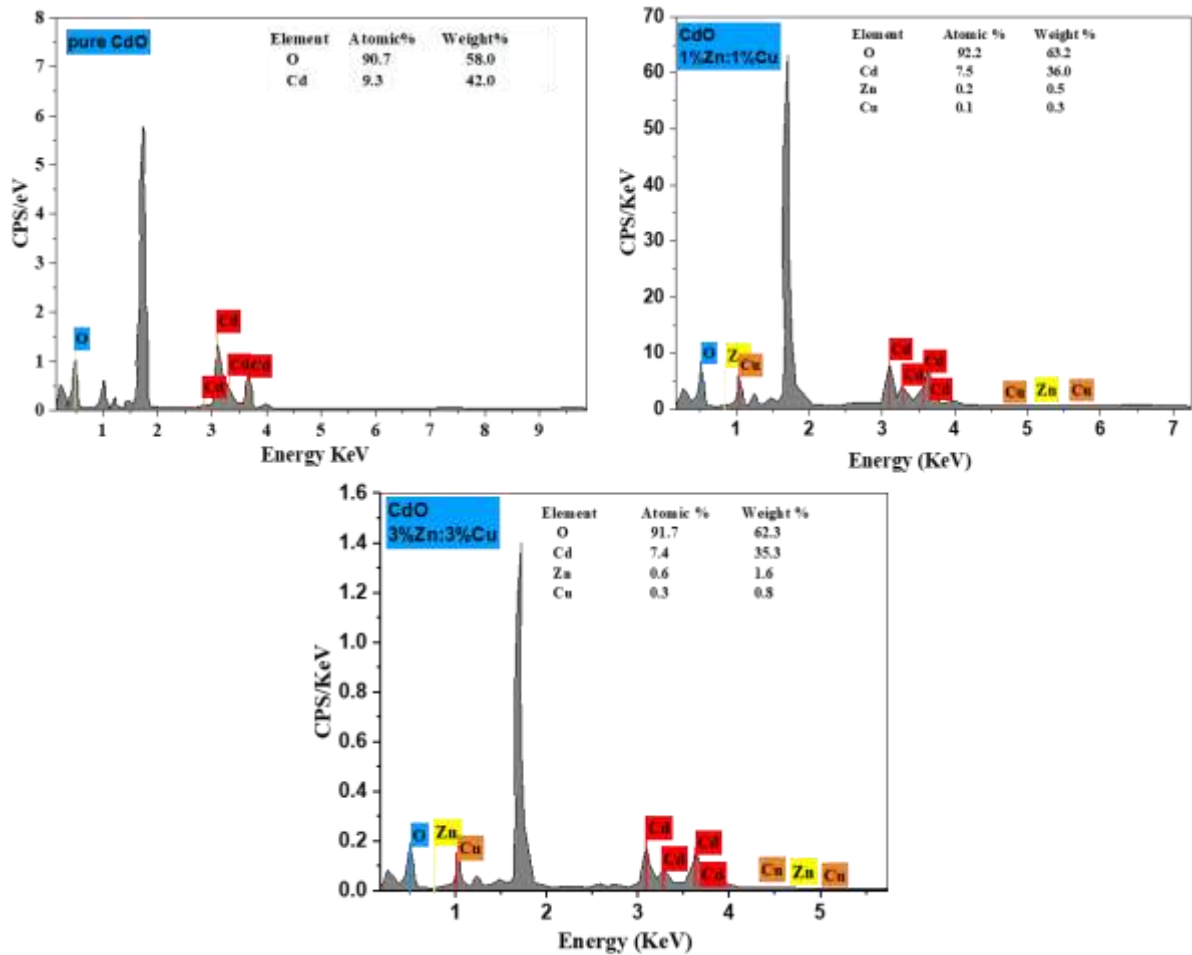 pure CdO
Element Atomic% Weight%
O 90.7 58.0
Cd 9.3 42.0
8
7
6
5
4
3
2
1
0
CPS/eV
O
Cd
Cd
Cd
Cd
1 2 3 4 5 6 7 8 9
Energy KeV
CdO
1%Zn:1%Cu
Element Atomic % Weight %
O 92.2 63.2
Cd 7.5 36.0
Zn 0.2 0.5
Cu 0.1 0.3
70
60
50
40
30
20
10
0
CPS/KeV
O
Z
Cu
Cd
Cd
Cd
Cd
Cu
Zn
Cu
1 2 3 4 5 6 7
Energy (KeV)
CdO
3%Zn:3%Cu
Element Atomic % Weight %
O 91.7 62.3
Cd 7.4 35.3
Zn 0.6 1.6
Cu 0.3 0.8
1.6
1.4
1.2
1.0
0.8
0.6
0.4
0.2
0.0
CPS/KeV
O
Zn
Cu
Cd
Cd
Cd
Cd
Cu
Zn
Cu
1 2 3 4 5
Energy (KeV)